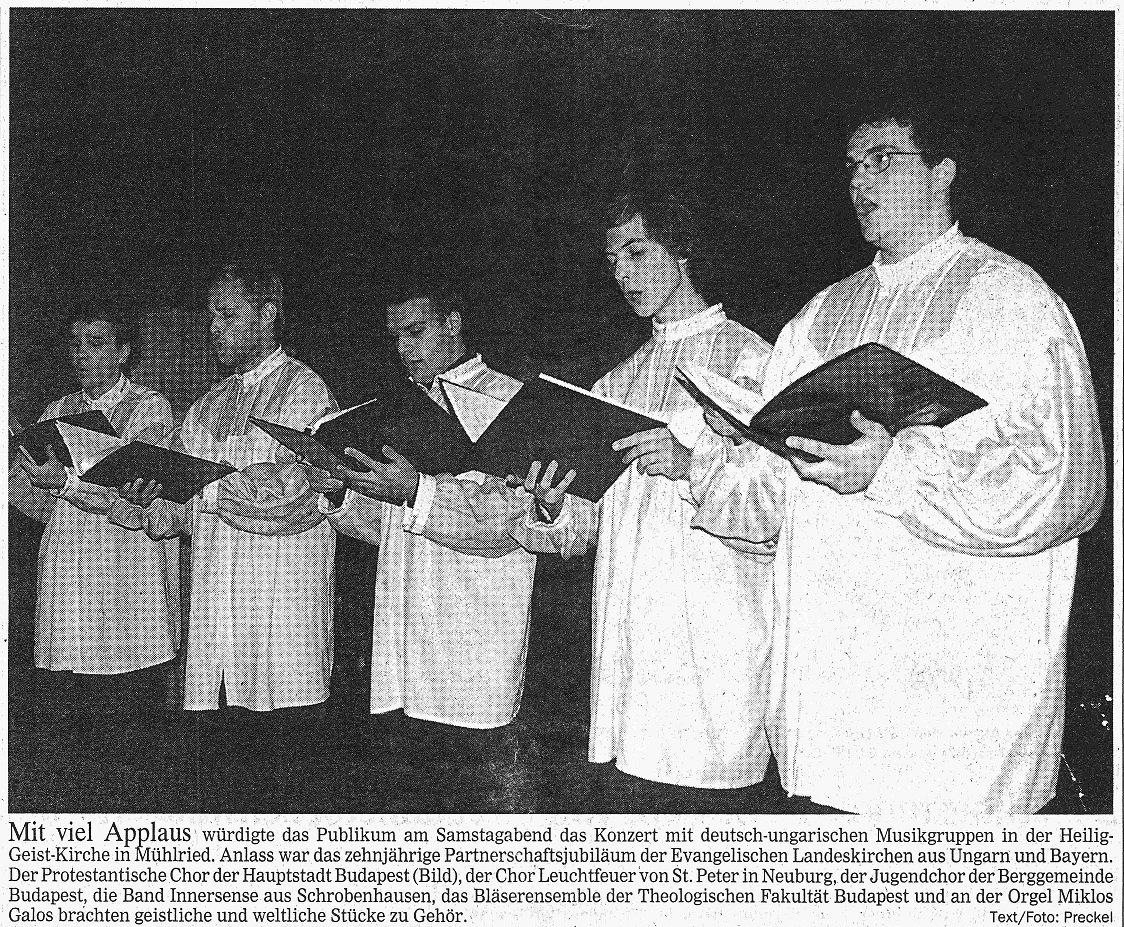 Mit viel Applaus würdigte das Publikum am Samstagabend das Konzert mit deutsch-ungarischen Musikgruppen in der Heilig-
Geist-Kirche in Mühlried. Anlass war das zehnjährige Partnerschaftsjubiläum der Evangelischen Landeskirchen aus Ungarn und Bayern.
Der Protestantische Chor der Hauptstadt Budapest (Bild), der Chor Leuchtfeuer von St. Peter in Neuburg, der Jugendchor der Berggemeinde
Budapest, die Band Innersense aus Schrobenhausen, das Bläserensemble der Theologischen Fakultät Budapest und an der Orgel Miklos
Galos brachten geistliche und weltliche Stücke zu Gehör. Text/Foto: Preckel